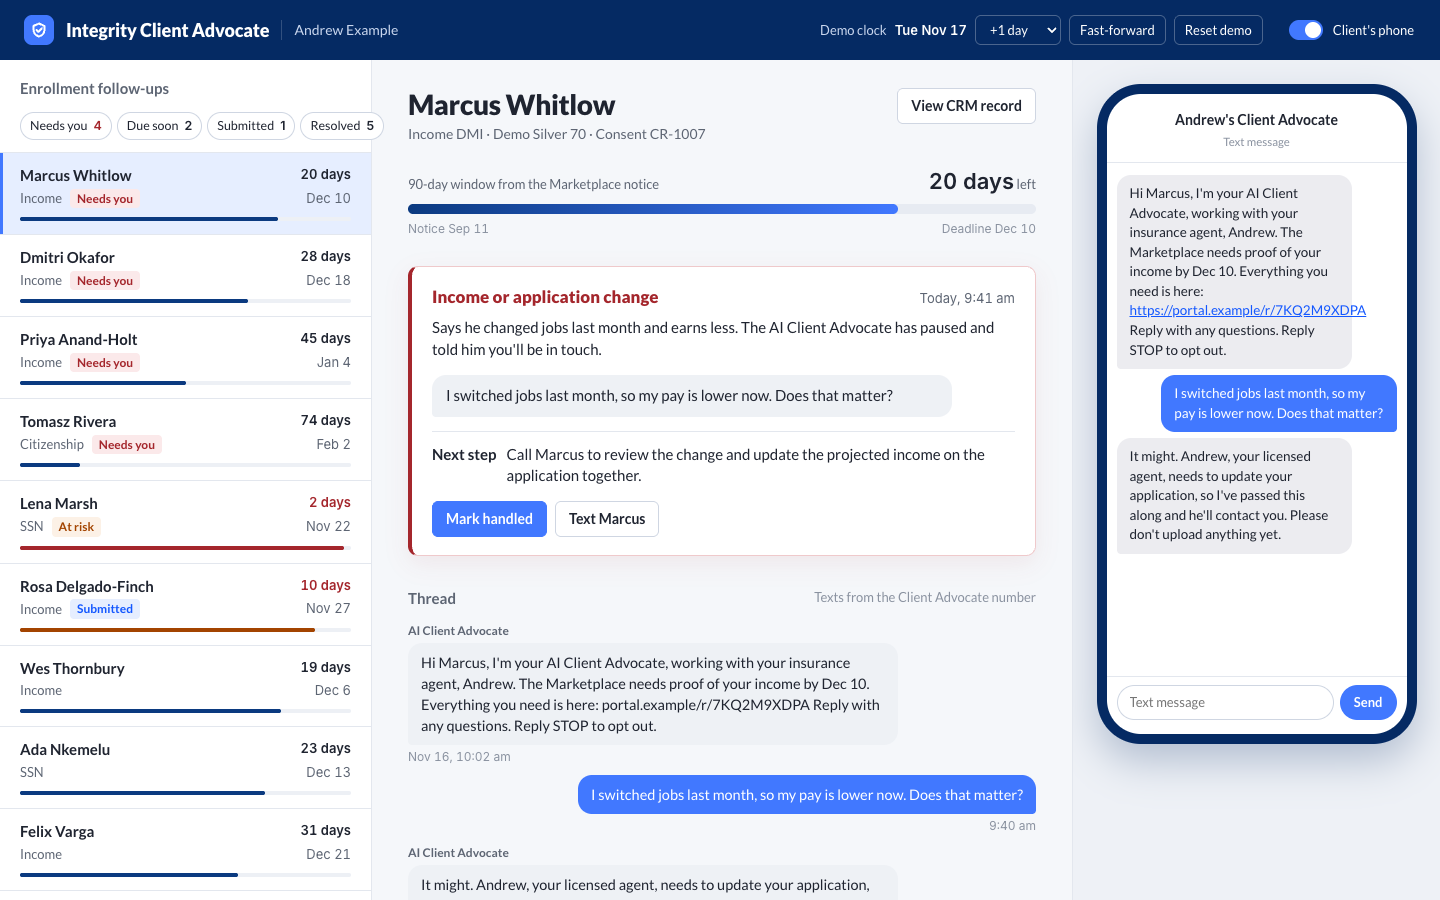 Integrity Client Advocate
Andrew Example
Demo clock Tue Nov 17
+1 day
Fast-forward
Reset demo
Client's phone
Enrollment follow-ups
Needs you 4
Due soon 2
Submitted 1
Resolved 5
Marcus Whitlow
20 days
Income Needs you
Dec 10
Dmitri Okafor
28 days
Income Needs you
Dec 18
Priya Anand-Holt
45 days
Income Needs you
Jan 4
Tomasz Rivera
74 days
Citizenship Needs you
Feb 2
Lena Marsh
2 days
SSN At risk
Nov 22
Rosa Delgado-Finch
10 days
Income Submitted
Nov 27
Wes Thornbury
19 days
Income
Dec 6
Ada Nkemelu
23 days
SSN
Dec 13
Felix Varga
31 days
Income
Dec 21
Marcus Whitlow
View CRM record
Income DMI · Demo Silver 70 · Consent CR-1007
90-day window from the Marketplace notice
20 days left
Notice Sep 11
Deadline Dec 10
Income or application change
Today, 9:41 am
Says he changed jobs last month and earns less. The AI Client Advocate has paused and
told him you'll be in touch.
I switched jobs last month, so my pay is lower now. Does that matter?
Next step Call Marcus to review the change and update the projected income on the
application together.
Mark handled
Text Marcus
Thread
Texts from the Client Advocate number
AI Client Advocate
Hi Marcus, I'm your AI Client Advocate, working with your insurance
agent, Andrew. The Marketplace needs proof of your income by Dec 10.
Everything you need is here: portal.example/r/7KQ2M9XDPA Reply with
any questions. Reply STOP to opt out.
Nov 16, 10:02 am
I switched jobs last month, so my pay is lower now. Does that matter?
9:40 am
AI Client Advocate
It might. Andrew, your licensed agent, needs to update your application,
Andrew's Client Advocate
Text message
Hi Marcus, I'm your AI Client
Advocate, working with your
insurance agent, Andrew. The
Marketplace needs proof of your
income by Dec 10. Everything you
need is here:
https://portal.example/r/7KQ2M9XDPA
Reply with any questions. Reply
STOP to opt out.
I switched jobs last month, so my
pay is lower now. Does that matter?
It might. Andrew, your licensed
agent, needs to update your
application, so I've passed this
along and he'll contact you. Please
don't upload anything yet.
Text message
Send